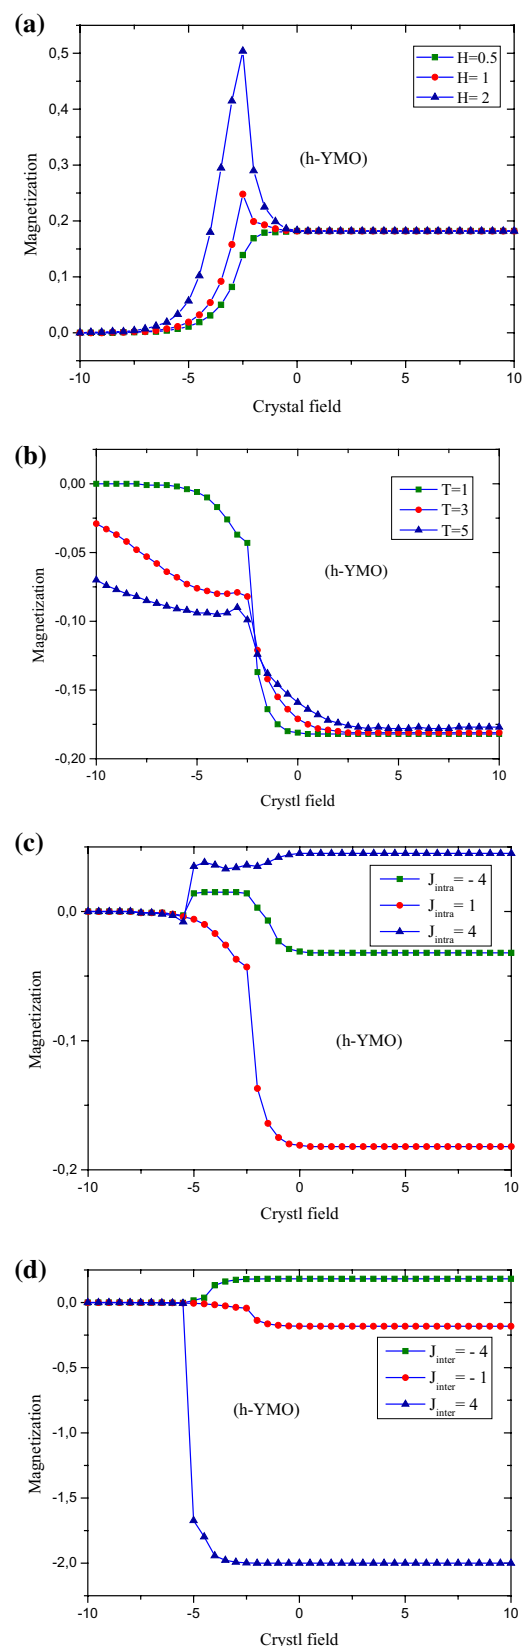 (a)
0,5
0,4
0,3
0,2
0,1
0,0
Magnetization
H=0.5
H= 1
H= 2
(h-YMO)
-10
-5
0
5
10
Crystal field
(b)
0,00
-0,05
-0,10
-0,15
-0,20
Magnetization
T=1
T=3
T=5
(h-YMO)
-10
-5
0
5
10
Crystl field
(c)
0,0
-0,1
-0,2
Magnetization
J_intra= - 4
J_intra= 1
J_intra= 4
(h-YMO)
-10
-5
0
5
10
Crystl field
(d)
0,0
-0,5
-1,0
-1,5
-2,0
Magnetization
J_inter= - 4
J_inter= - 1
J_inter= 4
(h-YMO)
-10
-5
0
5
10
Crystl field